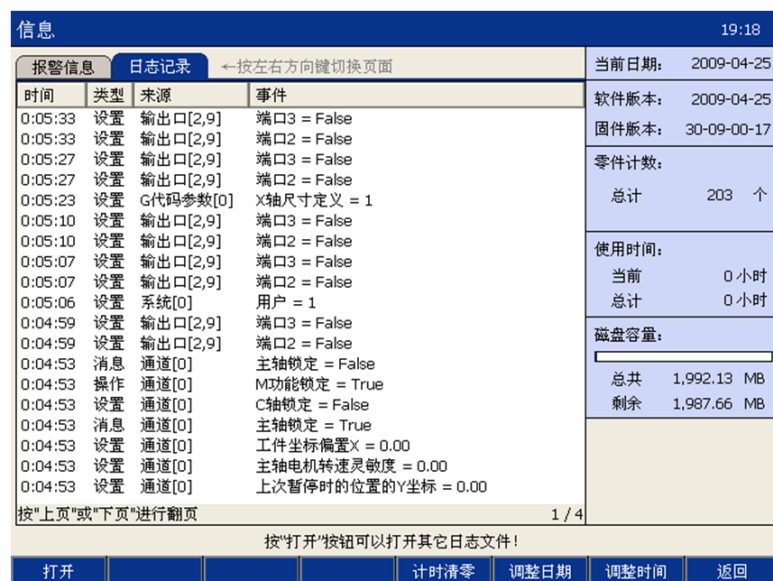 信息 19:18
报警信息 日志记录 ←按左右方向键切换页面
时间 类型 来源 事件
0:05:33 设置 输出口[2,9] 端口3 = False
0:05:33 设置 输出口[2,9] 端口2 = False
0:05:27 设置 输出口[2,9] 端口3 = False
0:05:27 设置 输出口[2,9] 端口2 = False
0:05:23 设置 G代码参数[0] X轴尺寸定义 = 1
0:05:10 设置 输出口[2,9] 端口3 = False
0:05:10 设置 输出口[2,9] 端口2 = False
0:05:07 设置 输出口[2,9] 端口3 = False
0:05:07 设置 输出口[2,9] 端口2 = False
0:05:06 设置 系统[0] 用户 = 1
0:04:59 设置 输出口[2,9] 端口3 = False
0:04:59 设置 输出口[2,9] 端口2 = False
0:04:53 消息 通道[0] 主轴锁定 = False
0:04:53 操作 通道[0] M功能锁定 = True
0:04:53 设置 通道[0] C轴锁定 = False
0:04:53 消息 通道[0] 主轴锁定 = True
0:04:53 设置 通道[0] 工件坐标偏置X = 0.00
0:04:53 设置 通道[0] 主轴电机转速灵敏度 = 0.00
0:04:53 设置 通道[0] 上次暂停时的位置的Y坐标 = 0.00
按"上页"或"下页"进行翻页 1 / 4
当前日期: 2009-04-25
软件版本: 2009-04-25
固件版本: 30-09-00-17
零件计数:
总计 203 个
使用时间:
当前 0 小时
总计 0 小时
磁盘容量:
总共 1,992.13 MB
剩余 1,987.66 MB
按"打开"按钮可以打开其它日志文件!
打开 计时清零 调整日期 调整时间 返回